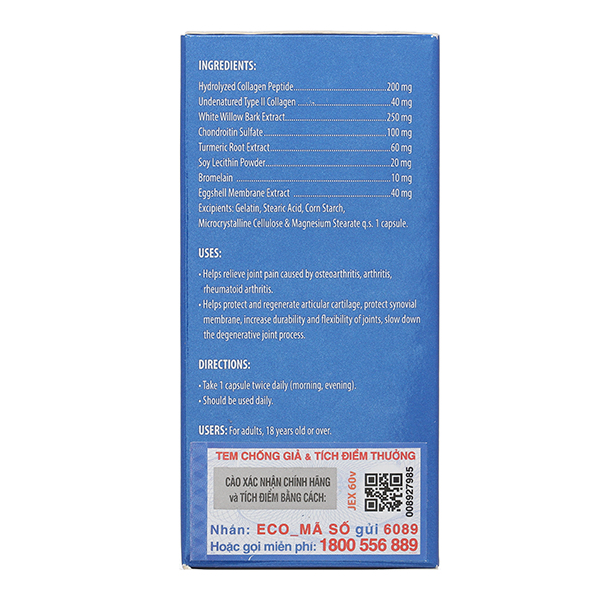 INGREDIENTS:
Hydrolyzed Collagen Peptide 200 mg
Undenatured Type II Collagen 40 mg
White Willow Bark Extract 250 mg
Chondroitin Sulfate 100 mg
Turmeric Root Extract 60 mg
Soy Lecithin Powder 20 mg
Bromelain 10 mg
Eggshell Membrane Extract 40 mg
Excipients: Gelatin, Stearic Acid, Corn Starch,
Microcrystalline Cellulose & Magnesium Stearate q.s. 1 capsule.
USES:
• Helps relieve joint pain caused by osteoarthritis, arthritis,
rheumatoid arthritis.
• Helps protect and regenerate articular cartilage, protect synovial
membrane, increase durability and flexibility of joints, slow down
the degenerative joint process.
DIRECTIONS:
• Take 1 capsule twice daily (morning, evening).
• Should be used daily.
USERS: For adults, 18 years old or over.
TEM CHỐNG GIẢ & TÍCH ĐIỂM THƯỞNG
CÀO XÁC NHẬN CHÍNH HÃNG
và TÍCH ĐIỂM BẰNG CÁCH:
JEX 60v
008927985
Nhắn: ECO_MÃ SỐ gửi 6089
Hoặc gọi miễn phí: 1800 556 889